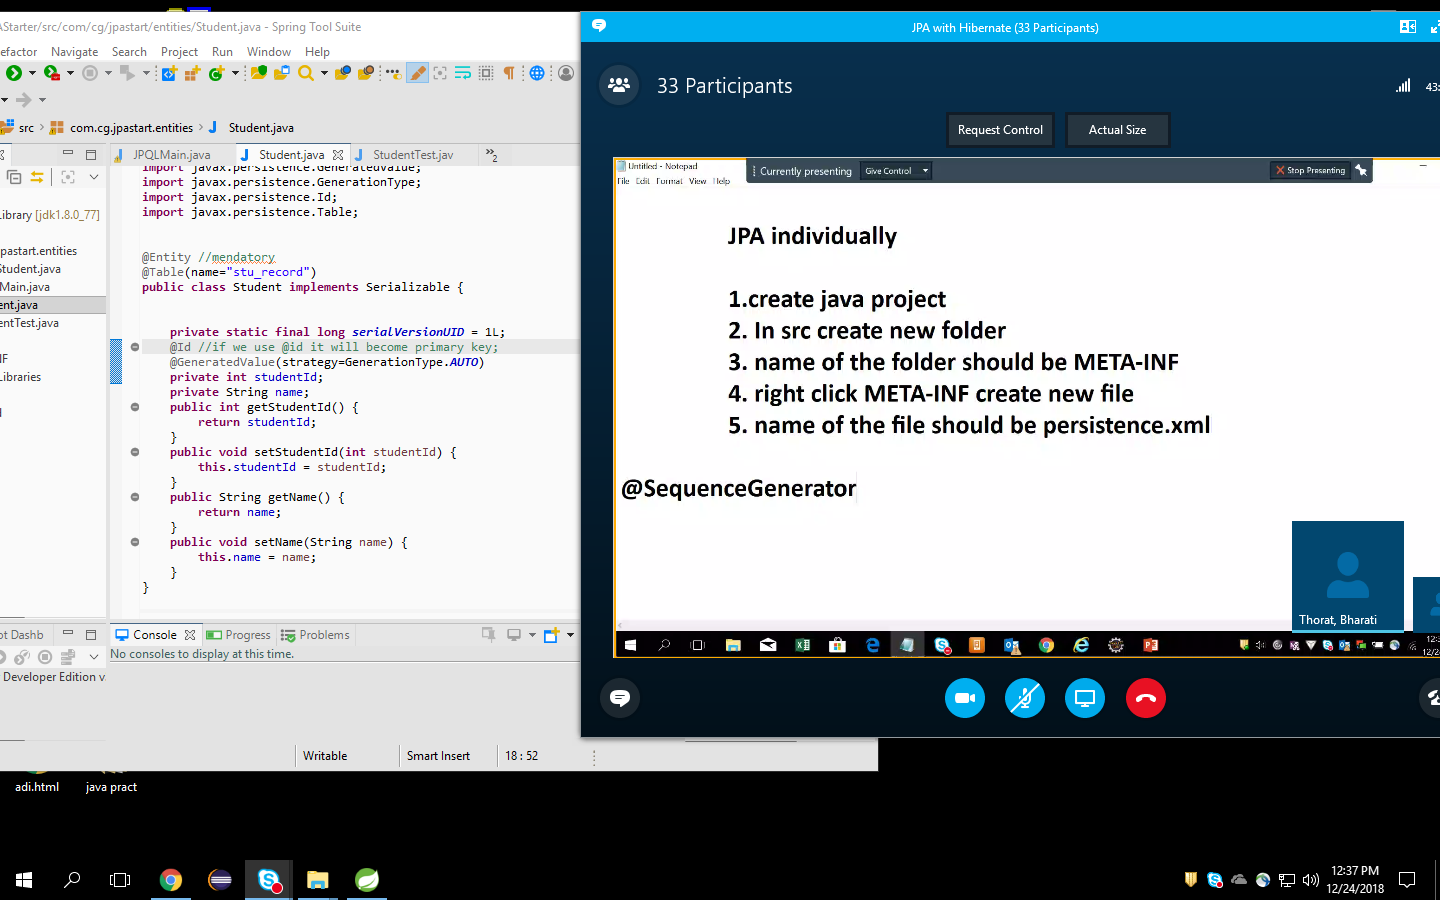 AStarter/src/com/cg/jpastart/entities/Student.java - Spring Tool Suite
efactor Navigate Search Project Run Window Help
src com.cg.jpastart.entities Student.java
JPQLMain.java Student.java StudentTest.jav 2
ibrary [jdk1.8.0_77]
pastart.entities
Student.java
Main.java
ent.java
entTest.java
NF
Libraries
import javax.persistence.GeneratedValue;
import javax.persistence.GenerationType;
import javax.persistence.Id;
import javax.persistence.Table;
@Entity //mendatory
@Table(name="stu_record")
public class Student implements Serializable {
private static final long serialVersionUID = 1L;
@Id //if we use @id it will become primary key;
@GeneratedValue(strategy=GenerationType.AUTO)
private int studentId;
private String name;
public int getStudentId() {
return studentId;
}
public void setStudentId(int studentId) {
this.studentId = studentId;
}
public String getName() {
return name;
}
public void setName(String name) {
this.name = name;
}
}
ot Dashb
Developer Edition v
Console Progress Problems
No consoles to display at this time.
Writable Smart Insert 18 : 52
JPA with Hibernate (33 Participants)
33 Participants
43:
Request Control Actual Size
Untitled - Notepad
File Edit Format View Help
Currently presenting Give Control Stop Presenting
JPA individually
1.create java project
2. In src create new folder
3. name of the folder should be META-INF
4. right click META-INF create new file
5. name of the file should be persistence.xml
@SequenceGenerator
Thorat, Bharati
adi.html java pract
12:37 PM
12/24/2018